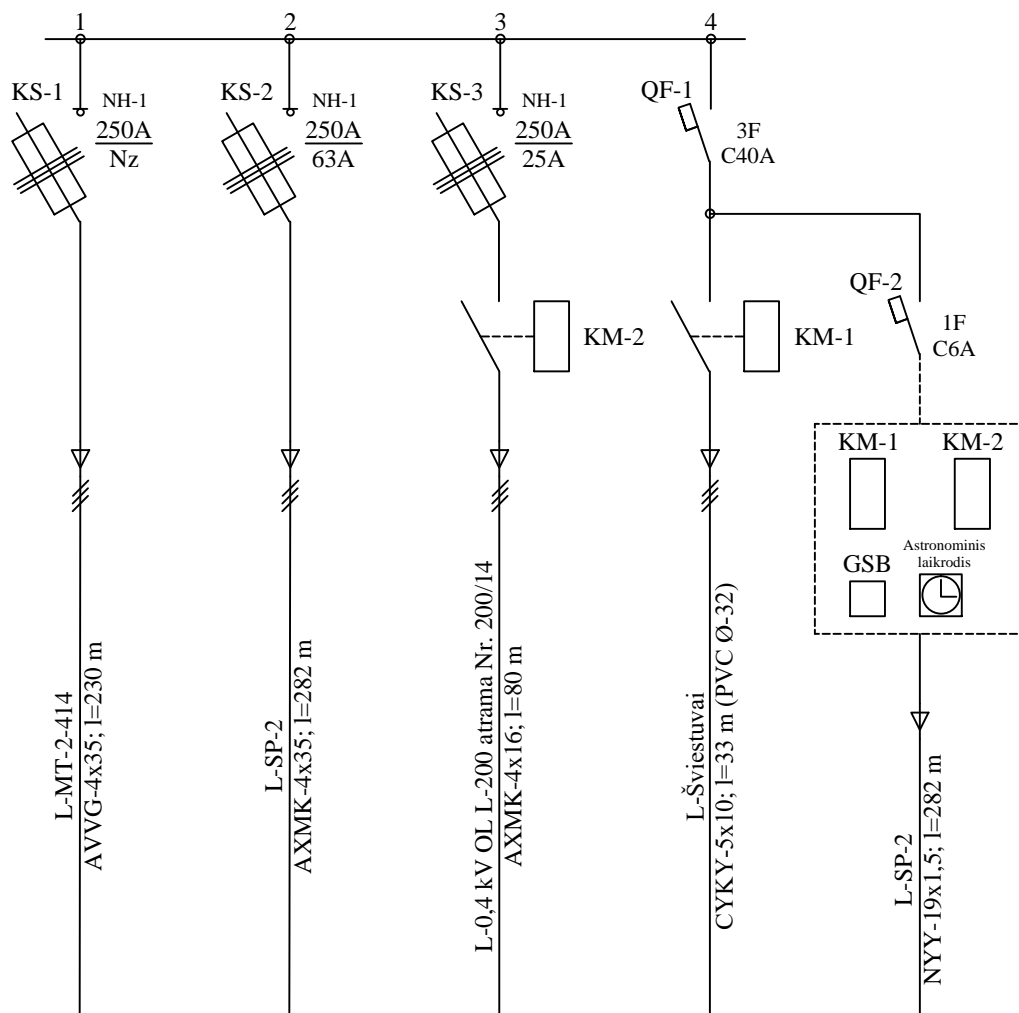 1
2
3
4
KS-1
NH-1
250A
Nz
KS-2
NH-1
250A
63A
KS-3
NH-1
250A
25A
QF-1
3F
C40A
QF-2
1F
C6A
KM-2
KM-1
KM-1
KM-2
GSB
Astronominis
laikrodis
L-MT-2-414
AVVG-4x35; l=230 m
L-SP-2
AXMK-4x35; l=282 m
L-0,4 kV OL L-200 atrama Nr. 200/14
AXMK-4x16; l=80 m
L-Šviestuvai
CYKY-5x10; l=33 m (PVC Ø-32)
L-SP-2
NYY-19x1,5; l=282 m